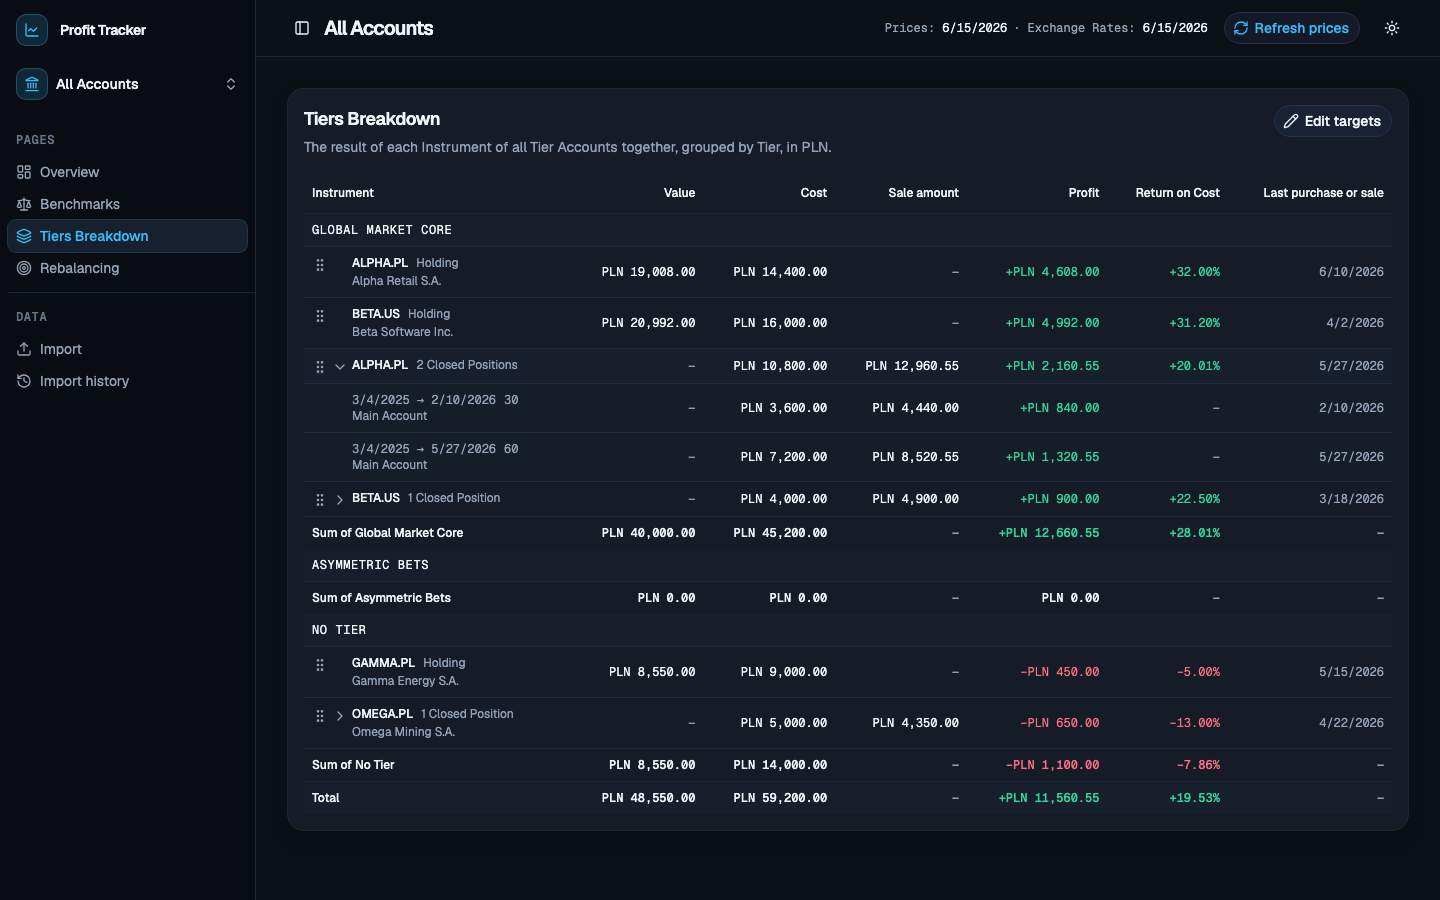 Profit Tracker
All Accounts
PAGES
Overview
Benchmarks
Tiers Breakdown
Rebalancing
DATA
Import
Import history
All Accounts
Prices: 6/15/2026 · Exchange Rates: 6/15/2026
Refresh prices
Tiers Breakdown
Edit targets
The result of each Instrument of all Tier Accounts together, grouped by Tier, in PLN.
Instrument Value Cost Sale amount Profit Return on Cost Last purchase or sale
GLOBAL MARKET CORE
ALPHA.PL Holding
Alpha Retail S.A.
PLN 19,008.00 PLN 14,400.00 – +PLN 4,608.00 +32.00% 6/10/2026
BETA.US Holding
Beta Software Inc.
PLN 20,992.00 PLN 16,000.00 – +PLN 4,992.00 +31.20% 4/2/2026
ALPHA.PL 2 Closed Positions – PLN 10,800.00 PLN 12,960.55 +PLN 2,160.55 +20.01% 5/27/2026
3/4/2025 → 2/10/2026 30
Main Account
– PLN 3,600.00 PLN 4,440.00 +PLN 840.00 – 2/10/2026
3/4/2025 → 5/27/2026 60
Main Account
– PLN 7,200.00 PLN 8,520.55 +PLN 1,320.55 – 5/27/2026
BETA.US 1 Closed Position – PLN 4,000.00 PLN 4,900.00 +PLN 900.00 +22.50% 3/18/2026
Sum of Global Market Core PLN 40,000.00 PLN 45,200.00 – +PLN 12,660.55 +28.01% –
ASYMMETRIC BETS
Sum of Asymmetric Bets PLN 0.00 PLN 0.00 – PLN 0.00 – –
NO TIER
GAMMA.PL Holding
Gamma Energy S.A.
PLN 8,550.00 PLN 9,000.00 – −PLN 450.00 −5.00% 5/15/2026
OMEGA.PL 1 Closed Position
Omega Mining S.A.
– PLN 5,000.00 PLN 4,350.00 −PLN 650.00 −13.00% 4/22/2026
Sum of No Tier PLN 8,550.00 PLN 14,000.00 – −PLN 1,100.00 −7.86% –
Total PLN 48,550.00 PLN 59,200.00 – +PLN 11,560.55 +19.53% –